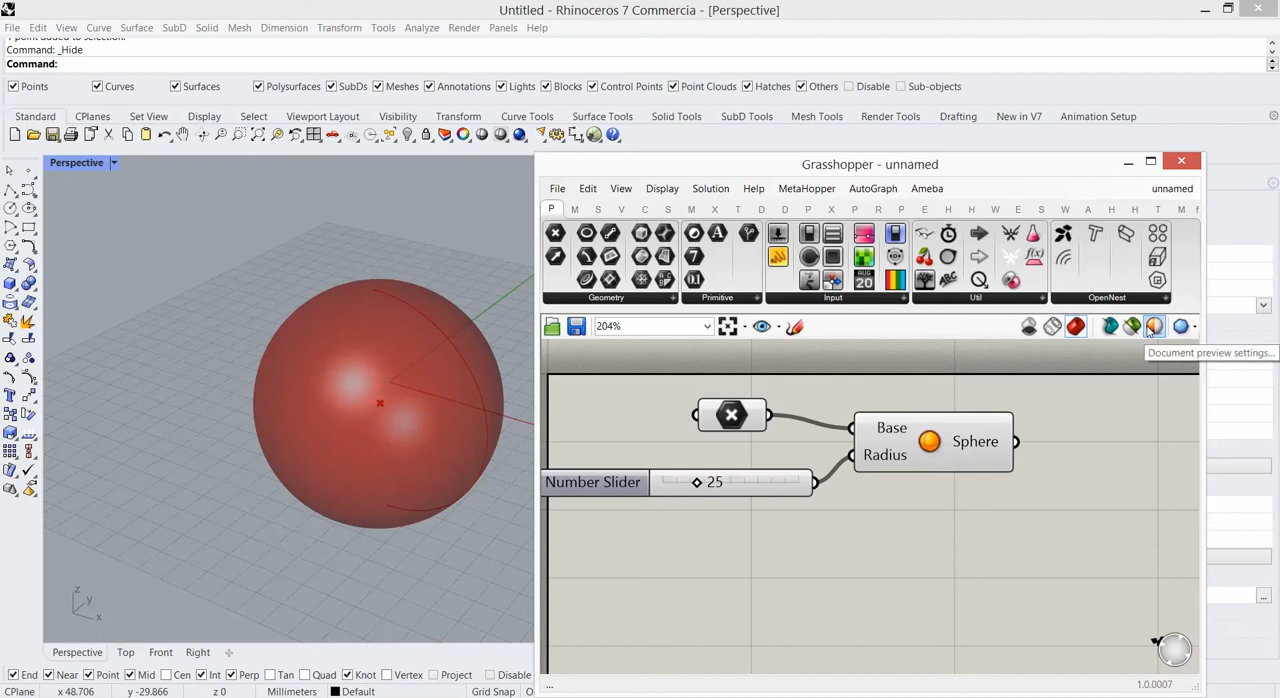 Untitled - Rhinoceros 7 Commercia - [Perspective]
File Edit View Curve Surface SubD Solid Mesh Dimension Transform Tools Analyze Render Panels Help
Command: _Hide
Command:
Points Curves Surfaces Polysurfaces SubDs Meshes Annotations Lights Blocks Control Points Point Clouds Hatches Others Disable Sub-objects
Standard CPlanes Set View Display Select Viewport Layout Visibility Transform Curve Tools Surface Tools Solid Tools SubD Tools Mesh Tools Render Tools Drafting New in V7 Animation Setup
Perspective
Grasshopper - unnamed
File Edit View Display Solution Help MetaHopper AutoGraph Ameba unnamed
P M S V C S M X T D D P X P R P E H H W E S W A H H T M f
Geometry Primitive Input Util OpenNest
204%
Document preview settings...
Base
Radius
Sphere
Number Slider 25
z
y
x
Perspective Top Front Right
End Near Point Mid Cen Int Perp Tan Quad Knot Vertex Project Disable
CPlane x 48.706 y -29.866 z 0 Millimeters Default Grid Snap O
... 1.0.0007